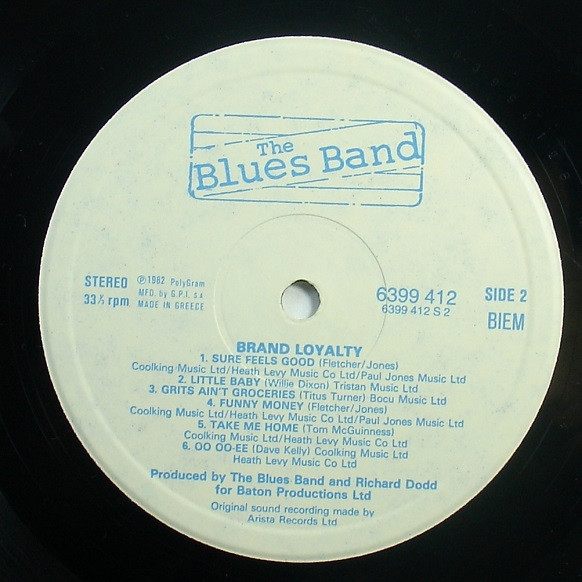 The
Blues Band
STEREO
33⅓ rpm
℗1982 PolyGram
MFD. by G.P.I. s.a
MADE IN GREECE
6399 412
6399 412 S 2
SIDE 2
BIEM
BRAND LOYALTY
1. SURE FEELS GOOD (Fletcher/Jones)
Coolking Music Ltd/Heath Levy Music Co Ltd/Paul Jones Music Ltd
2. LITTLE BABY (Willie Dixon) Tristan Music Ltd
3. GRITS AIN'T GROCERIES (Titus Turner) Bocu Music Ltd
4. FUNNY MONEY (Fletcher/Jones)
Coolking Music Ltd/Heath Levy Music Co Ltd/Paul Jones Music Ltd
5. TAKE ME HOME (Tom McGuinness)
Coolking Music Ltd/Heath Levy Music Co Ltd
6. OO OO-EE (Dave Kelly) Coolking Music Ltd
Heath Levy Music Co Ltd
Produced by The Blues Band and Richard Dodd
for Baton Productions Ltd
Original sound recording made by
Arista Records Ltd